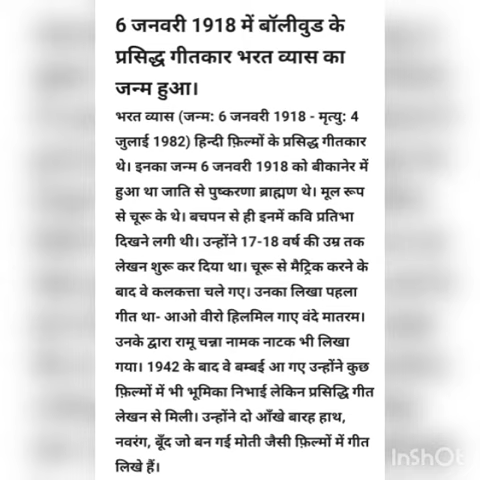 6 जनवरी 1918 में बॉलीवुड के
प्रसिद्ध गीतकार भरत व्यास का
जन्म हुआ।
भरत व्यास (जन्म: 6 जनवरी 1918 - मृत्यु: 4
जुलाई 1982) हिन्दी फ़िल्मों के प्रसिद्ध गीतकार
थे। इनका जन्म 6 जनवरी 1918 को बीकानेर में
हुआ था जाति से पुष्करणा ब्राह्मण थे। मूल रूप
से चूरू के थे। बचपन से ही इनमें कवि प्रतिभा
दिखने लगी थी। उन्होंने 17-18 वर्ष की उम्र तक
लेखन शुरू कर दिया था। चूरू से मैट्रिक करने के
बाद वे कलकत्ता चले गए। उनका लिखा पहला
गीत था- आओ वीरो हिलमिल गाए वंदे मातरम।
उनके द्वारा रामू चन्ना नामक नाटक भी लिखा
गया। 1942 के बाद वे बम्बई आ गए उन्होंने कुछ
फ़िल्मों में भी भूमिका निभाई लेकिन प्रसिद्धि गीत
लेखन से मिली। उन्होंने दो आँखे बारह हाथ,
नवरंग, बूँद जो बन गई मोती जैसी फ़िल्मों में गीत
लिखे हैं।
InShOt